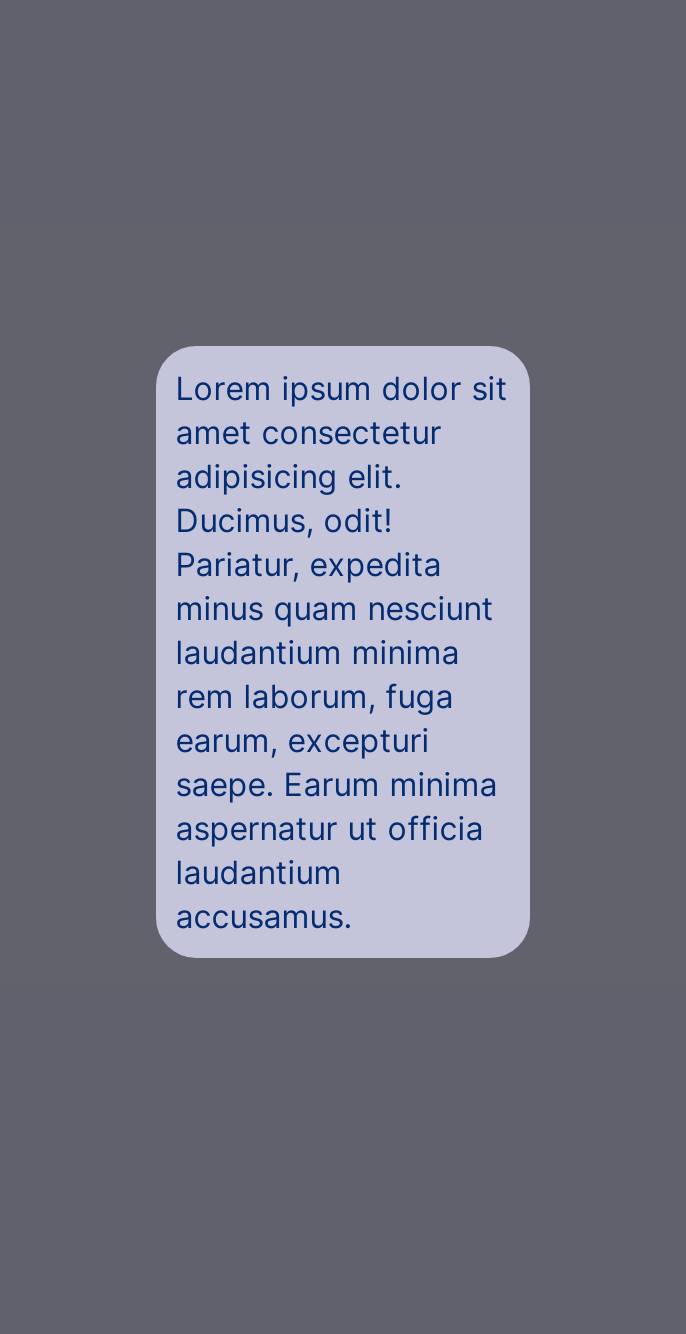 Lorem ipsum dolor sit
amet consectetur
adipisicing elit.
Ducimus, odit!
Pariatur, expedita
minus quam nesciunt
laudantium minima
rem laborum, fuga
earum, excepturi
saepe. Earum minima
aspernatur ut officia
laudantium
accusamus.